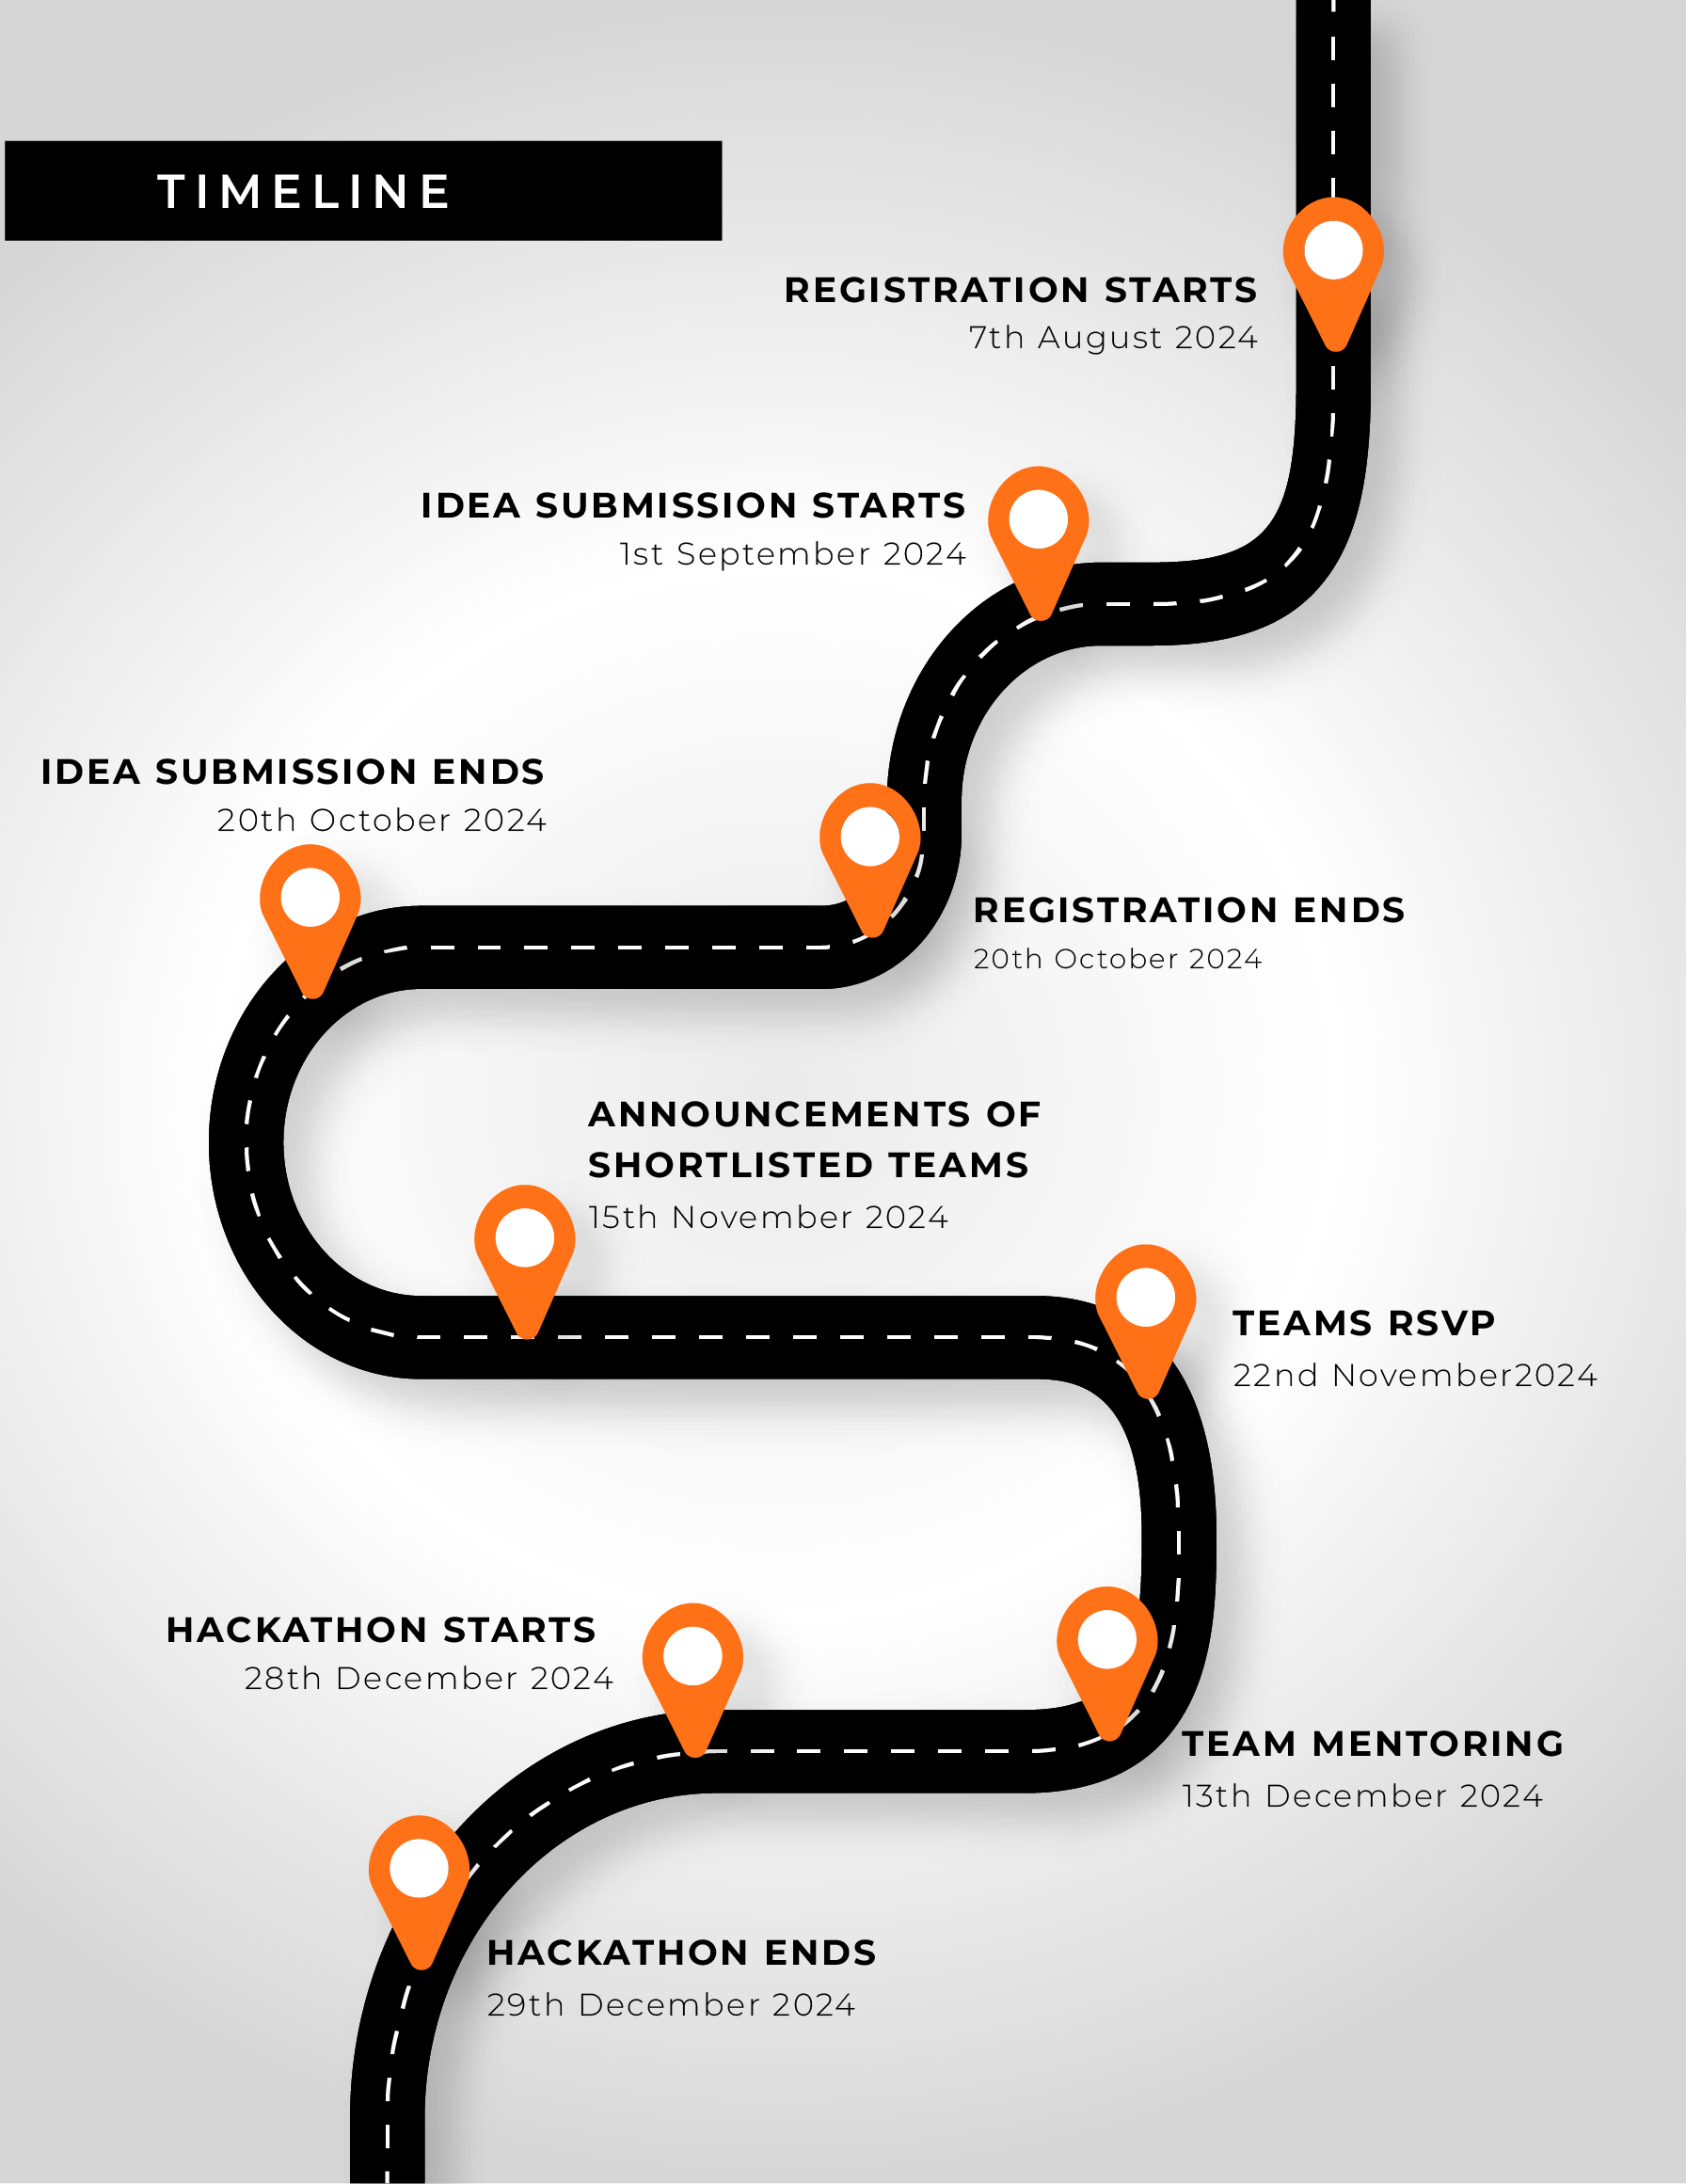 TIMELINE
REGISTRATION STARTS
7th August 2024
IDEA SUBMISSION STARTS
1st September 2024
REGISTRATION ENDS
20th October 2024
IDEA SUBMISSION ENDS
20th October 2024
ANNOUNCEMENTS OF
SHORTLISTED TEAMS
15th November 2024
TEAMS RSVP
22nd November2024
TEAM MENTORING
13th December 2024
HACKATHON STARTS
28th December 2024
HACKATHON ENDS
29th December 2024